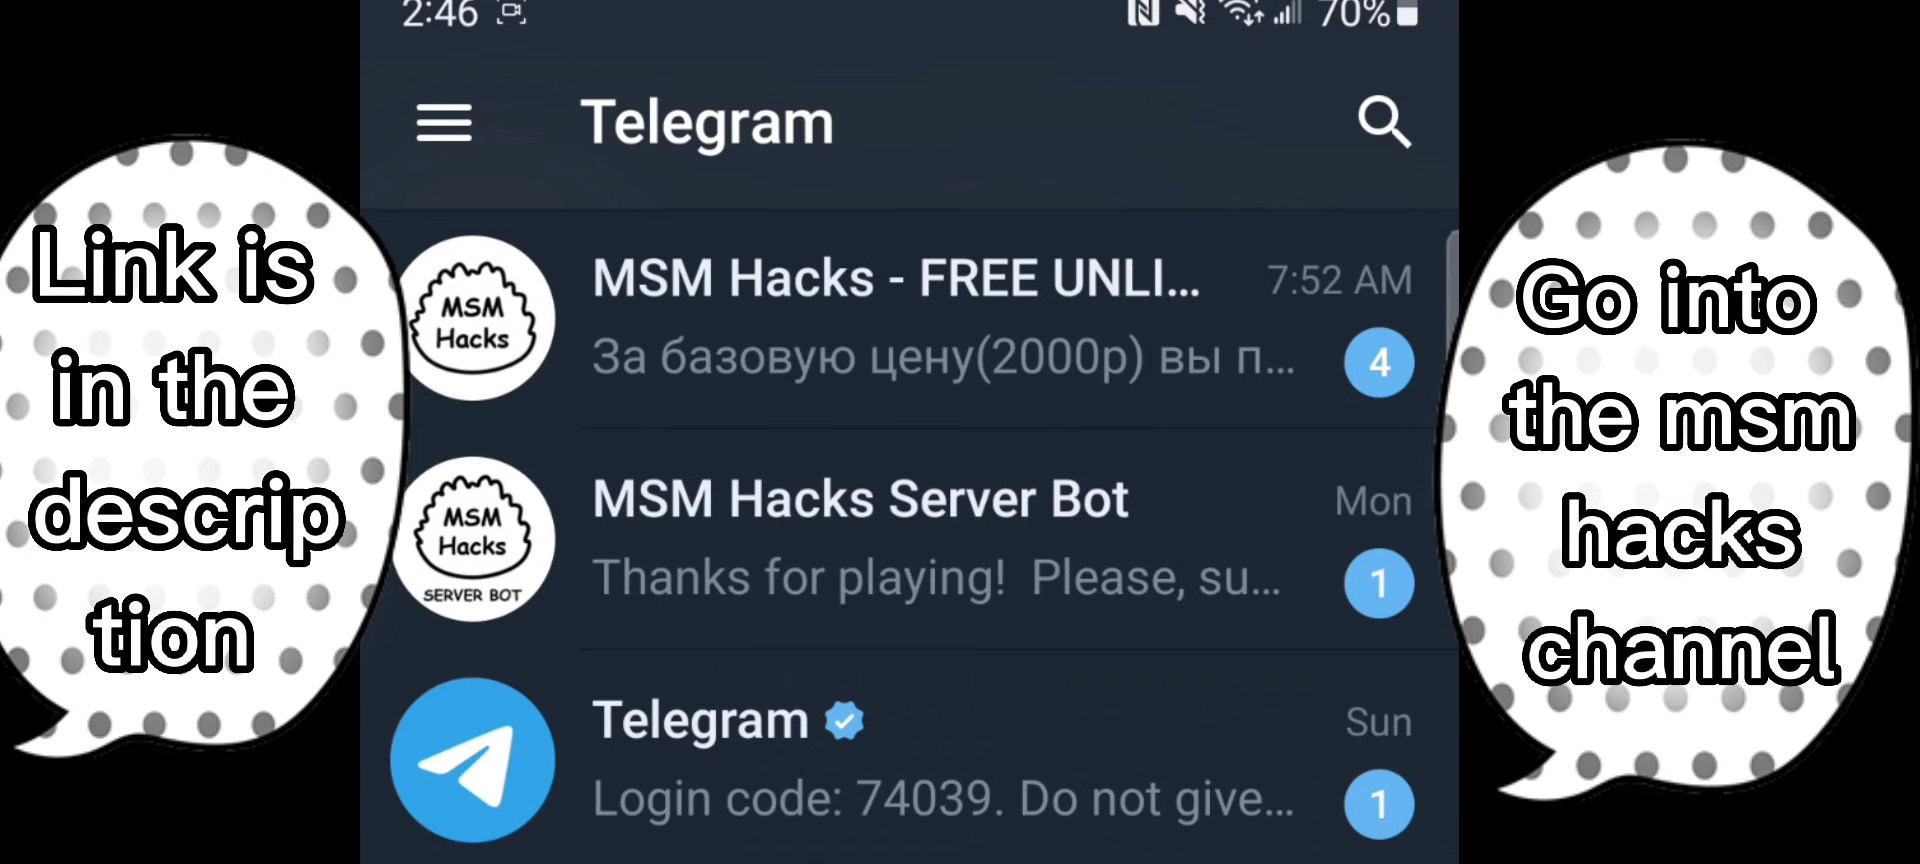 2:46
70%
Telegram
Link is
in the
descrip
tion
MSM
Hacks
MSM Hacks - FREE UNLI...
7:52 AM
За базовую цену(2000р) вы п...
4
MSM
Hacks
SERVER BOT
MSM Hacks Server Bot
Mon
Thanks for playing! Please, su...
1
Telegram
Sun
Login code: 74039. Do not give...
1
Go into
the msm
hacks
channel